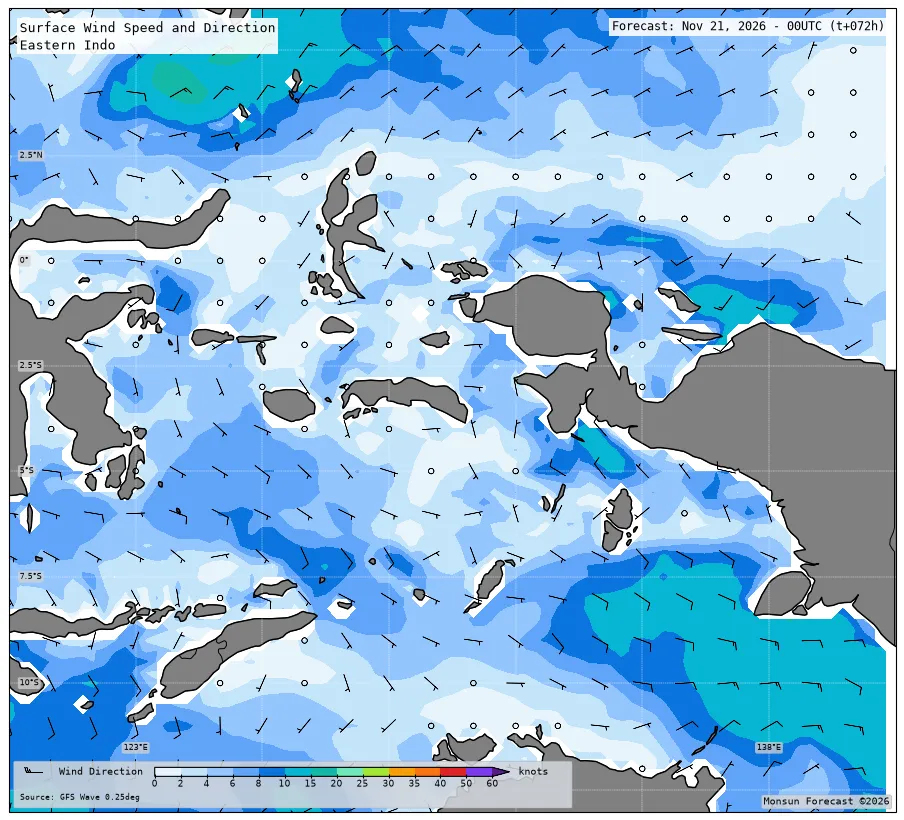 Surface Wind Speed and Direction
Eastern Indo
Forecast: Nov 21, 2026 - 00UTC (t+072h)
2.5°N
0°
2.5°S
5°S
7.5°S
10°S
123°E
138°E
Wind Direction
knots
0 2 4 6 8 10 15 20 25 30 35 40 50 60
Source: GFS Wave 0.25deg
Monsun Forecast ©2026